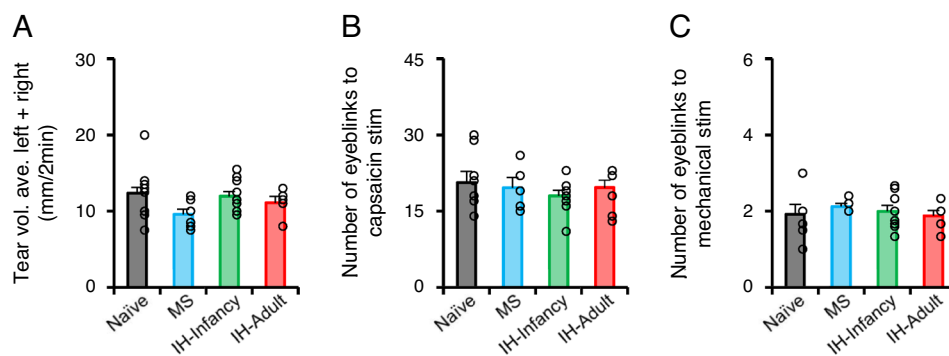 A
Tear vol. ave. left + right
(mm/2min)
30
20
10
0
Naïve
MS
IH-Infancy
IH-Adult
B
Number of eyeblinks to
capsaicin stim
45
30
15
0
Naïve
MS
IH-Infancy
IH-Adult
C
Number of eyeblinks to
mechanical stim
6
4
2
0
Naïve
MS
IH-Infancy
IH-Adult